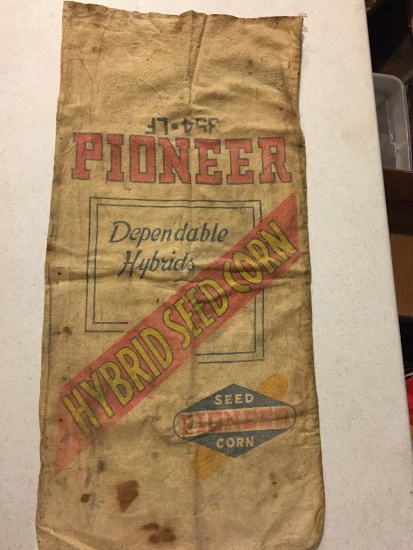 354-LF
PIONEER
Dependable
Hybrids
HYBRID SEED CORN
SEED
PIONEER
CORN